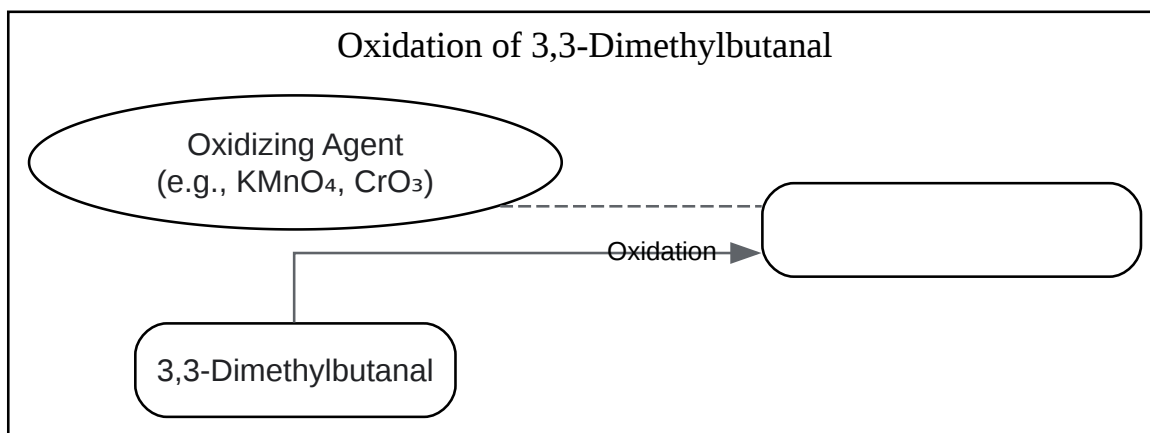 Oxidation of 3,3-Dimethylbutanal
Oxidizing Agent
(e.g., KMnO₄, CrO₃)
Oxidation
3,3-Dimethylbutanal